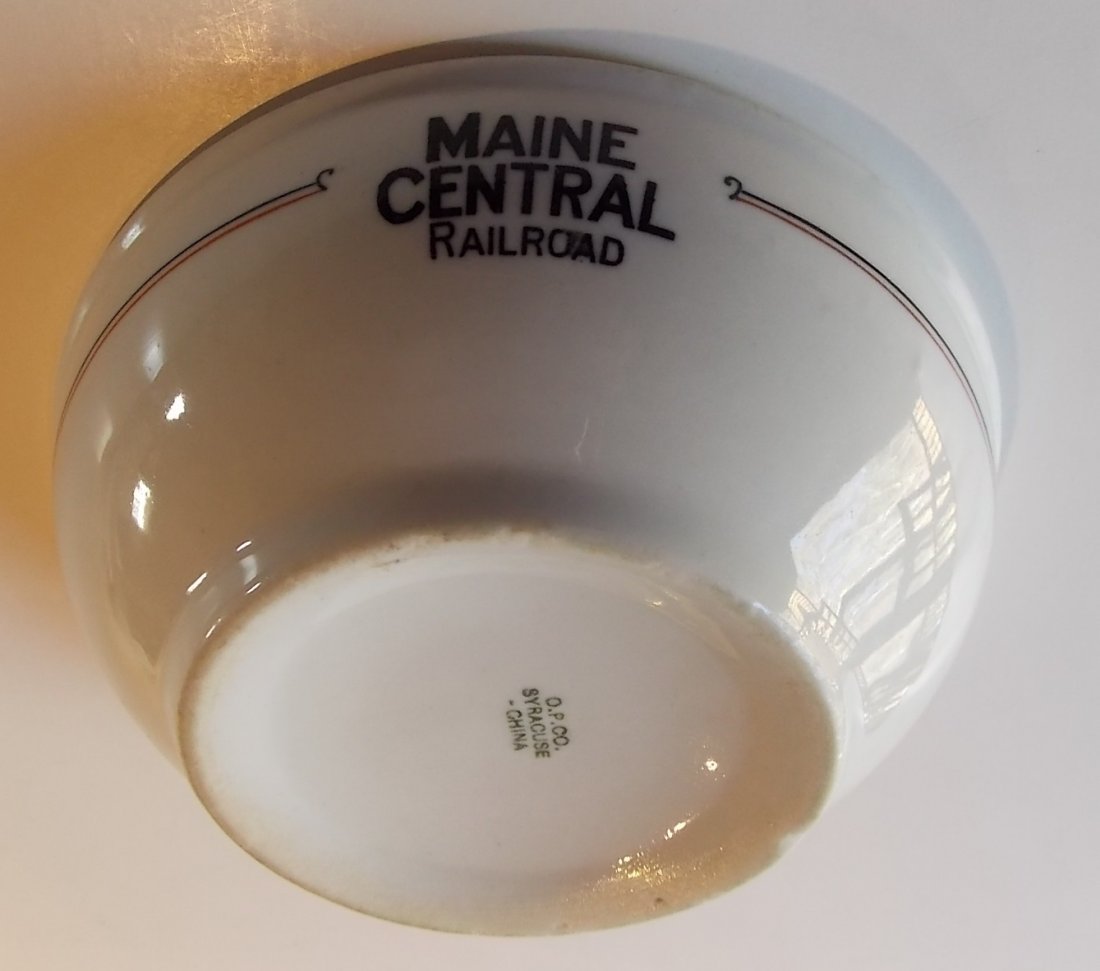 MAINE
CENTRAL
RAILROAD
O.P.CO.
SYRACUSE
- CHINA